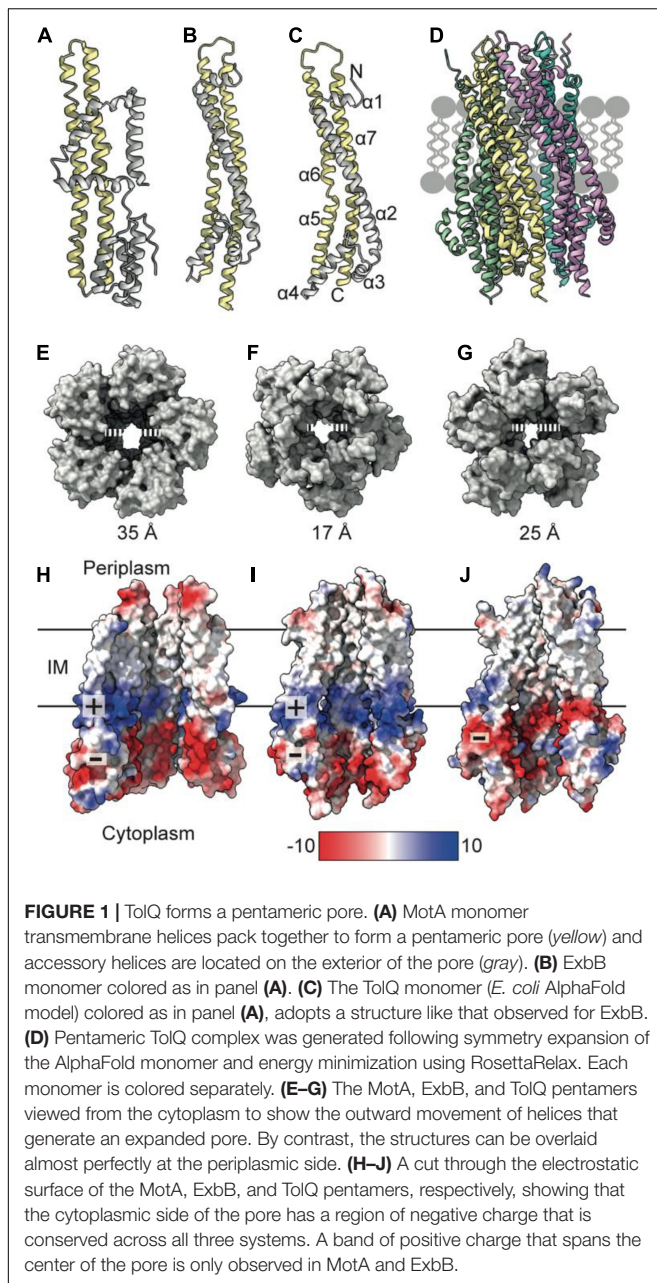 A
B
C
D
N
α1
α7
α6
α5
α2
α4
C
α3
E
F
G
35 Å
17 Å
25 Å
H
Periplasm
I
J
IM
+
+
-
-
-
Cytoplasm
-10
10
FIGURE 1 | TolQ forms a pentameric pore. (A) MotA monomer
transmembrane helices pack together to form a pentameric pore (yellow) and
accessory helices are located on the exterior of the pore (gray). (B) ExbB
monomer colored as in panel (A). (C) The TolQ monomer (E. coli AlphaFold
model) colored as in panel (A), adopts a structure like that observed for ExbB.
(D) Pentameric TolQ complex was generated following symmetry expansion of
the AlphaFold monomer and energy minimization using RosettaRelax. Each
monomer is colored separately. (E–G) The MotA, ExbB, and TolQ pentamers
viewed from the cytoplasm to show the outward movement of helices that
generate an expanded pore. By contrast, the structures can be overlaid
almost perfectly at the periplasmic side. (H–J) A cut through the electrostatic
surface of the MotA, ExbB, and TolQ pentamers, respectively, showing that
the cytoplasmic side of the pore has a region of negative charge that is
conserved across all three systems. A band of positive charge that spans the
center of the pore is only observed in MotA and ExbB.